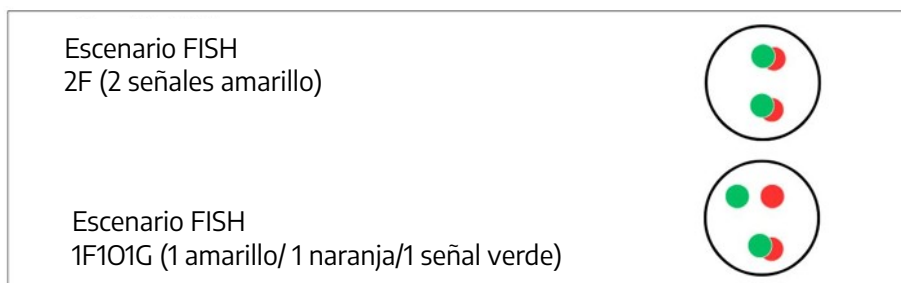 Escenario FISH
2F (2 señales amarillo)
Escenario FISH
1F1O1G (1 amarillo/ 1 naranja/1 señal verde)